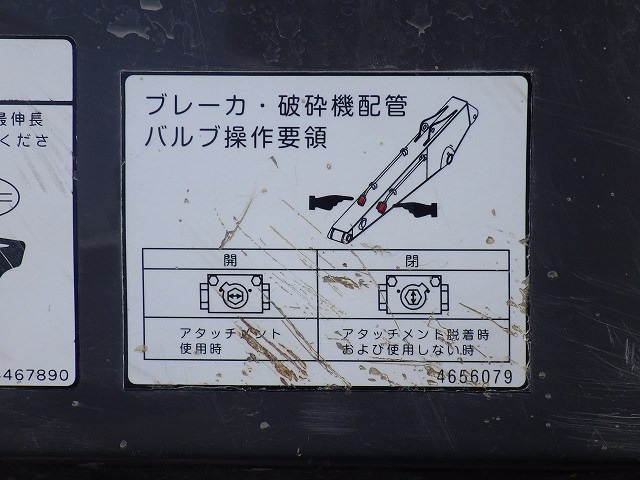 最伸長
くださ
467890
ブレーカ・破砕機配管
バルブ操作要領
開
閉
アタッチメント
使用時
アタッチメント脱着時
および使用しない時
4656079